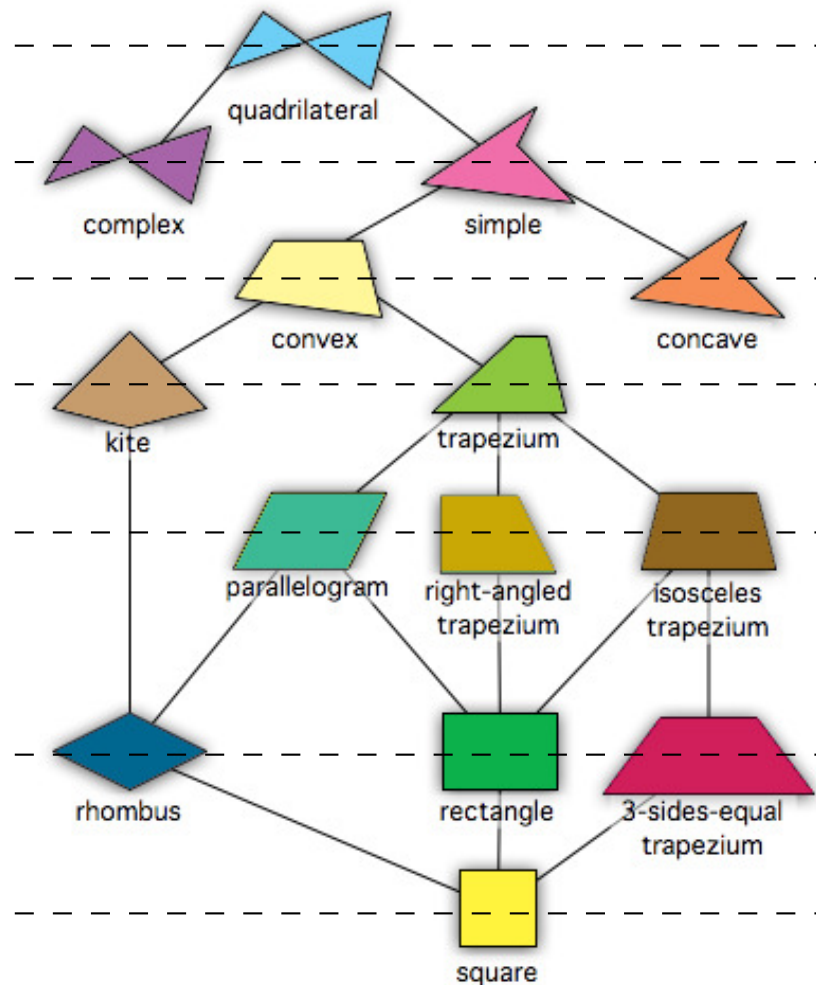 quadrilateral
complex
simple
convex
concave
kite
trapezium
parallelogram
right-angled
trapezium
isosceles
trapezium
rhombus
rectangle
3-sides-equal
trapezium
square